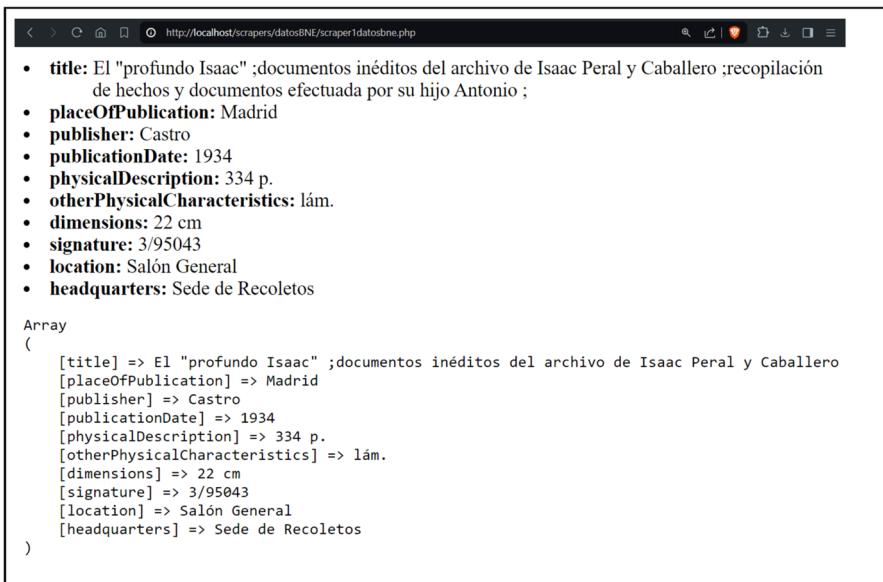 http://localhost/scrapers/datosBNE/scraper1datosbne.php
• title: El "profundo Isaac" ;documentos inéditos del archivo de Isaac Peral y Caballero ;recopilación
de hechos y documentos efectuada por su hijo Antonio ;
• placeOfPublication: Madrid
• publisher: Castro
• publicationDate: 1934
• physicalDescription: 334 p.
• otherPhysicalCharacteristics: lám.
• dimensions: 22 cm
• signature: 3/95043
• location: Salón General
• headquarters: Sede de Recoletos
Array
(
[title] => El "profundo Isaac" ;documentos inéditos del archivo de Isaac Peral y Caballero
[placeOfPublication] => Madrid
[publisher] => Castro
[publicationDate] => 1934
[physicalDescription] => 334 p.
[otherPhysicalCharacteristics] => lám.
[dimensions] => 22 cm
[signature] => 3/95043
[location] => Salón General
[headquarters] => Sede de Recoletos
)